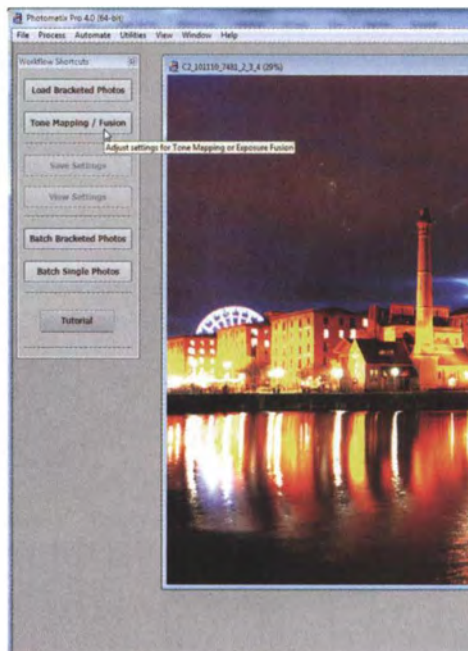 Photomatix Pro 4.0 (64-bit)
File Process Automate Utilities View Window Help
Workflow Shortcuts
C2_101110_7481_2_3_4 (29%)
Load Bracketed Photos
Tone Mapping / Fusion
Adjust settings for Tone Mapping or Exposure Fusion
Save Settings
View Settings
Batch Bracketed Photos
Batch Single Photos
Tutorial